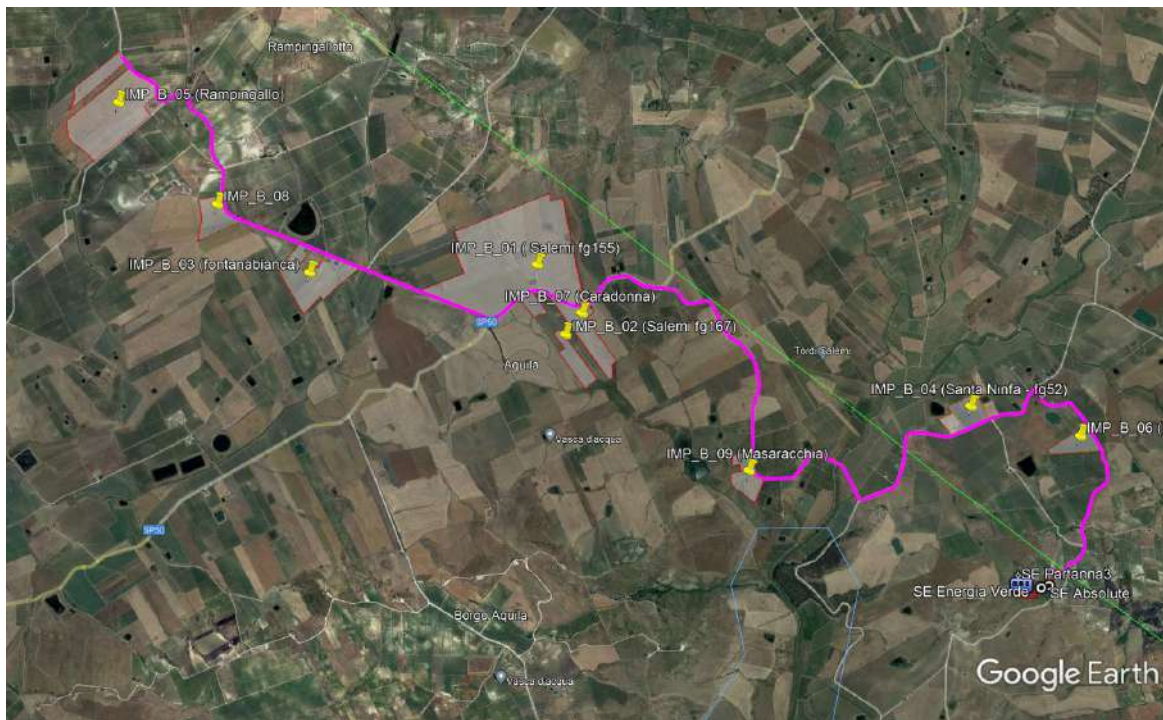 Rampingallotto
IMP_B_05 (Rampingallo)
IMP_B_08
IMP_B_01 ( Salemi fg155)
IMP_B_03 (fontanabianca)
IMP_B_07 (Caradonna)
SP50
IMP_B_02 (Salemi fg167)
Aquila
IMP_B_04 (Santa Ninfa - fg52)
IMP_B_06 (
Vasca d'acqua
IMP_B_09 (Masaracchia)
SP50
SE Partanna3
SE Energia Verde
SE Absolute
Borgo Aquila
Vasca d'acqua
Google Earth